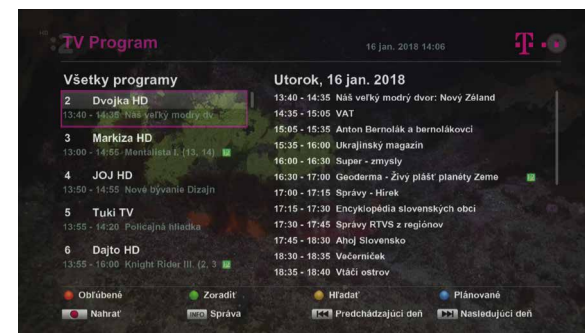 HD
:2
TV Program
16 jan. 2018 14:06
T
Všetky programy
2 Dvojka HD
13:40 - 14:35 Náš veľký modrý dv
3 Markiza HD
13:00 - 14:55 Mentalista I. (13, 14)
4 JOJ HD
13:50 - 14:55 Nové bývanie Dizajn
5 Tuki TV
13:55 - 14:20 Policajná hliadka
6 Dajto HD
13:55 - 16:00 Knight Rider III. (2, 3
Utorok, 16 jan. 2018
13:40 - 14:35 Náš veľký modrý dvor: Nový Zéland
14:35 - 15:05 VAT
15:05 - 15:35 Anton Bernolák a bernolákovci
15:35 - 16:00 Ukrajinský magazín
16:00 - 16:30 Super - zmysly
16:30 - 17:00 Geoderma - Živý plášť planéty Zeme
17:00 - 17:15 Správy - Hirek
17:15 - 17:30 Encyklopédia slovenských obcí
17:30 - 17:45 Správy RTVS z regiónov
17:45 - 18:30 Ahoj Slovensko
18:30 - 18:35 Večerníček
18:35 - 18:40 Vtáčí ostrov
Obľúbené Zoradiť Hľadať Plánované
Nahrať INFO Správa Predchádzajúci deň Nasledujúci deň